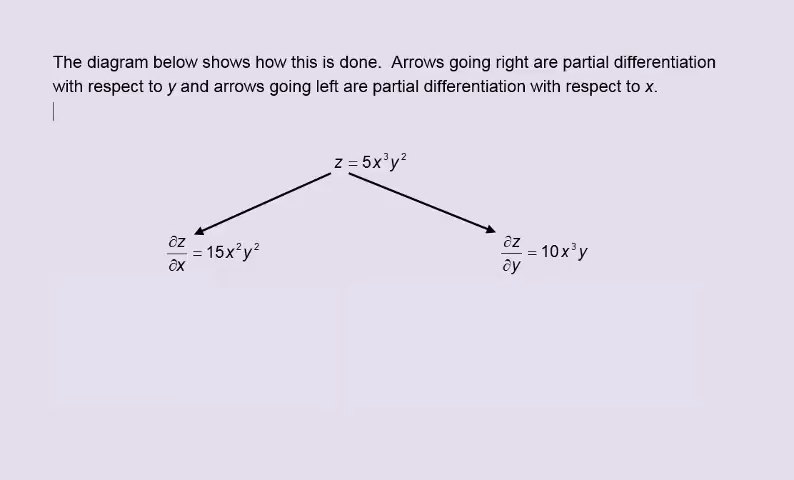 The diagram below shows how this is done.  Arrows going right are partial differentiation
with respect to y and arrows going left are partial differentiation with respect to x.
z = 5x³y²
∂z/∂x = 15x²y²
∂z/∂y = 10x³y